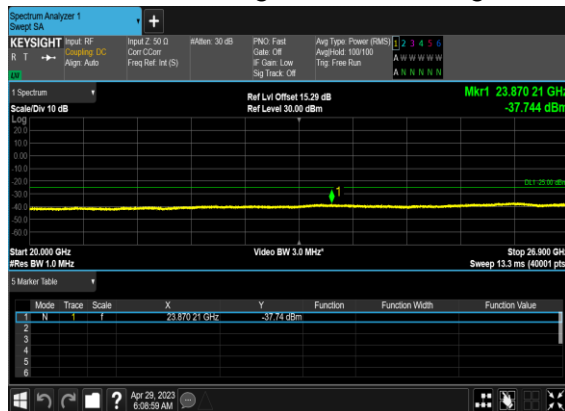 Spectrum Analyzer 1
Swept SA
+
KEYSIGHT Input: RF Input Z: 50 Ω #Atten: 30 dB PNO: Fast Avg Type: Power (RMS) 1 2 3 4 5 6
R T Coupling: DC Corr CCorr Gate: Off Avg|Hold: 100/100 A W W W W W
Align: Auto Freq Ref: Int (S) IF Gain: Low Trig: Free Run
LW Sig Track: Off A N N N N N
1 Spectrum Ref Lvl Offset 15.29 dB Mkr1 23.870 21 GHz
Scale/Div 10 dB Ref Level 30.00 dBm -37.744 dBm
Log
20.0
10.0
0.00
-10.0
-20.0
DL1 -25.00 dBm
-30.0
1
-40.0
-50.0
-60.0
Start 20.000 GHz Video BW 3.0 MHz* Stop 26.900 GHz
#Res BW 1.0 MHz Sweep 13.3 ms (40001 pts
5 Marker Table
Mode Trace Scale X Y Function Function Width Function Value
1 N 1 f 23.870 21 GHz -37.74 dBm
2
3
4
5
6
? Apr 29, 2023
6:08:59 AM